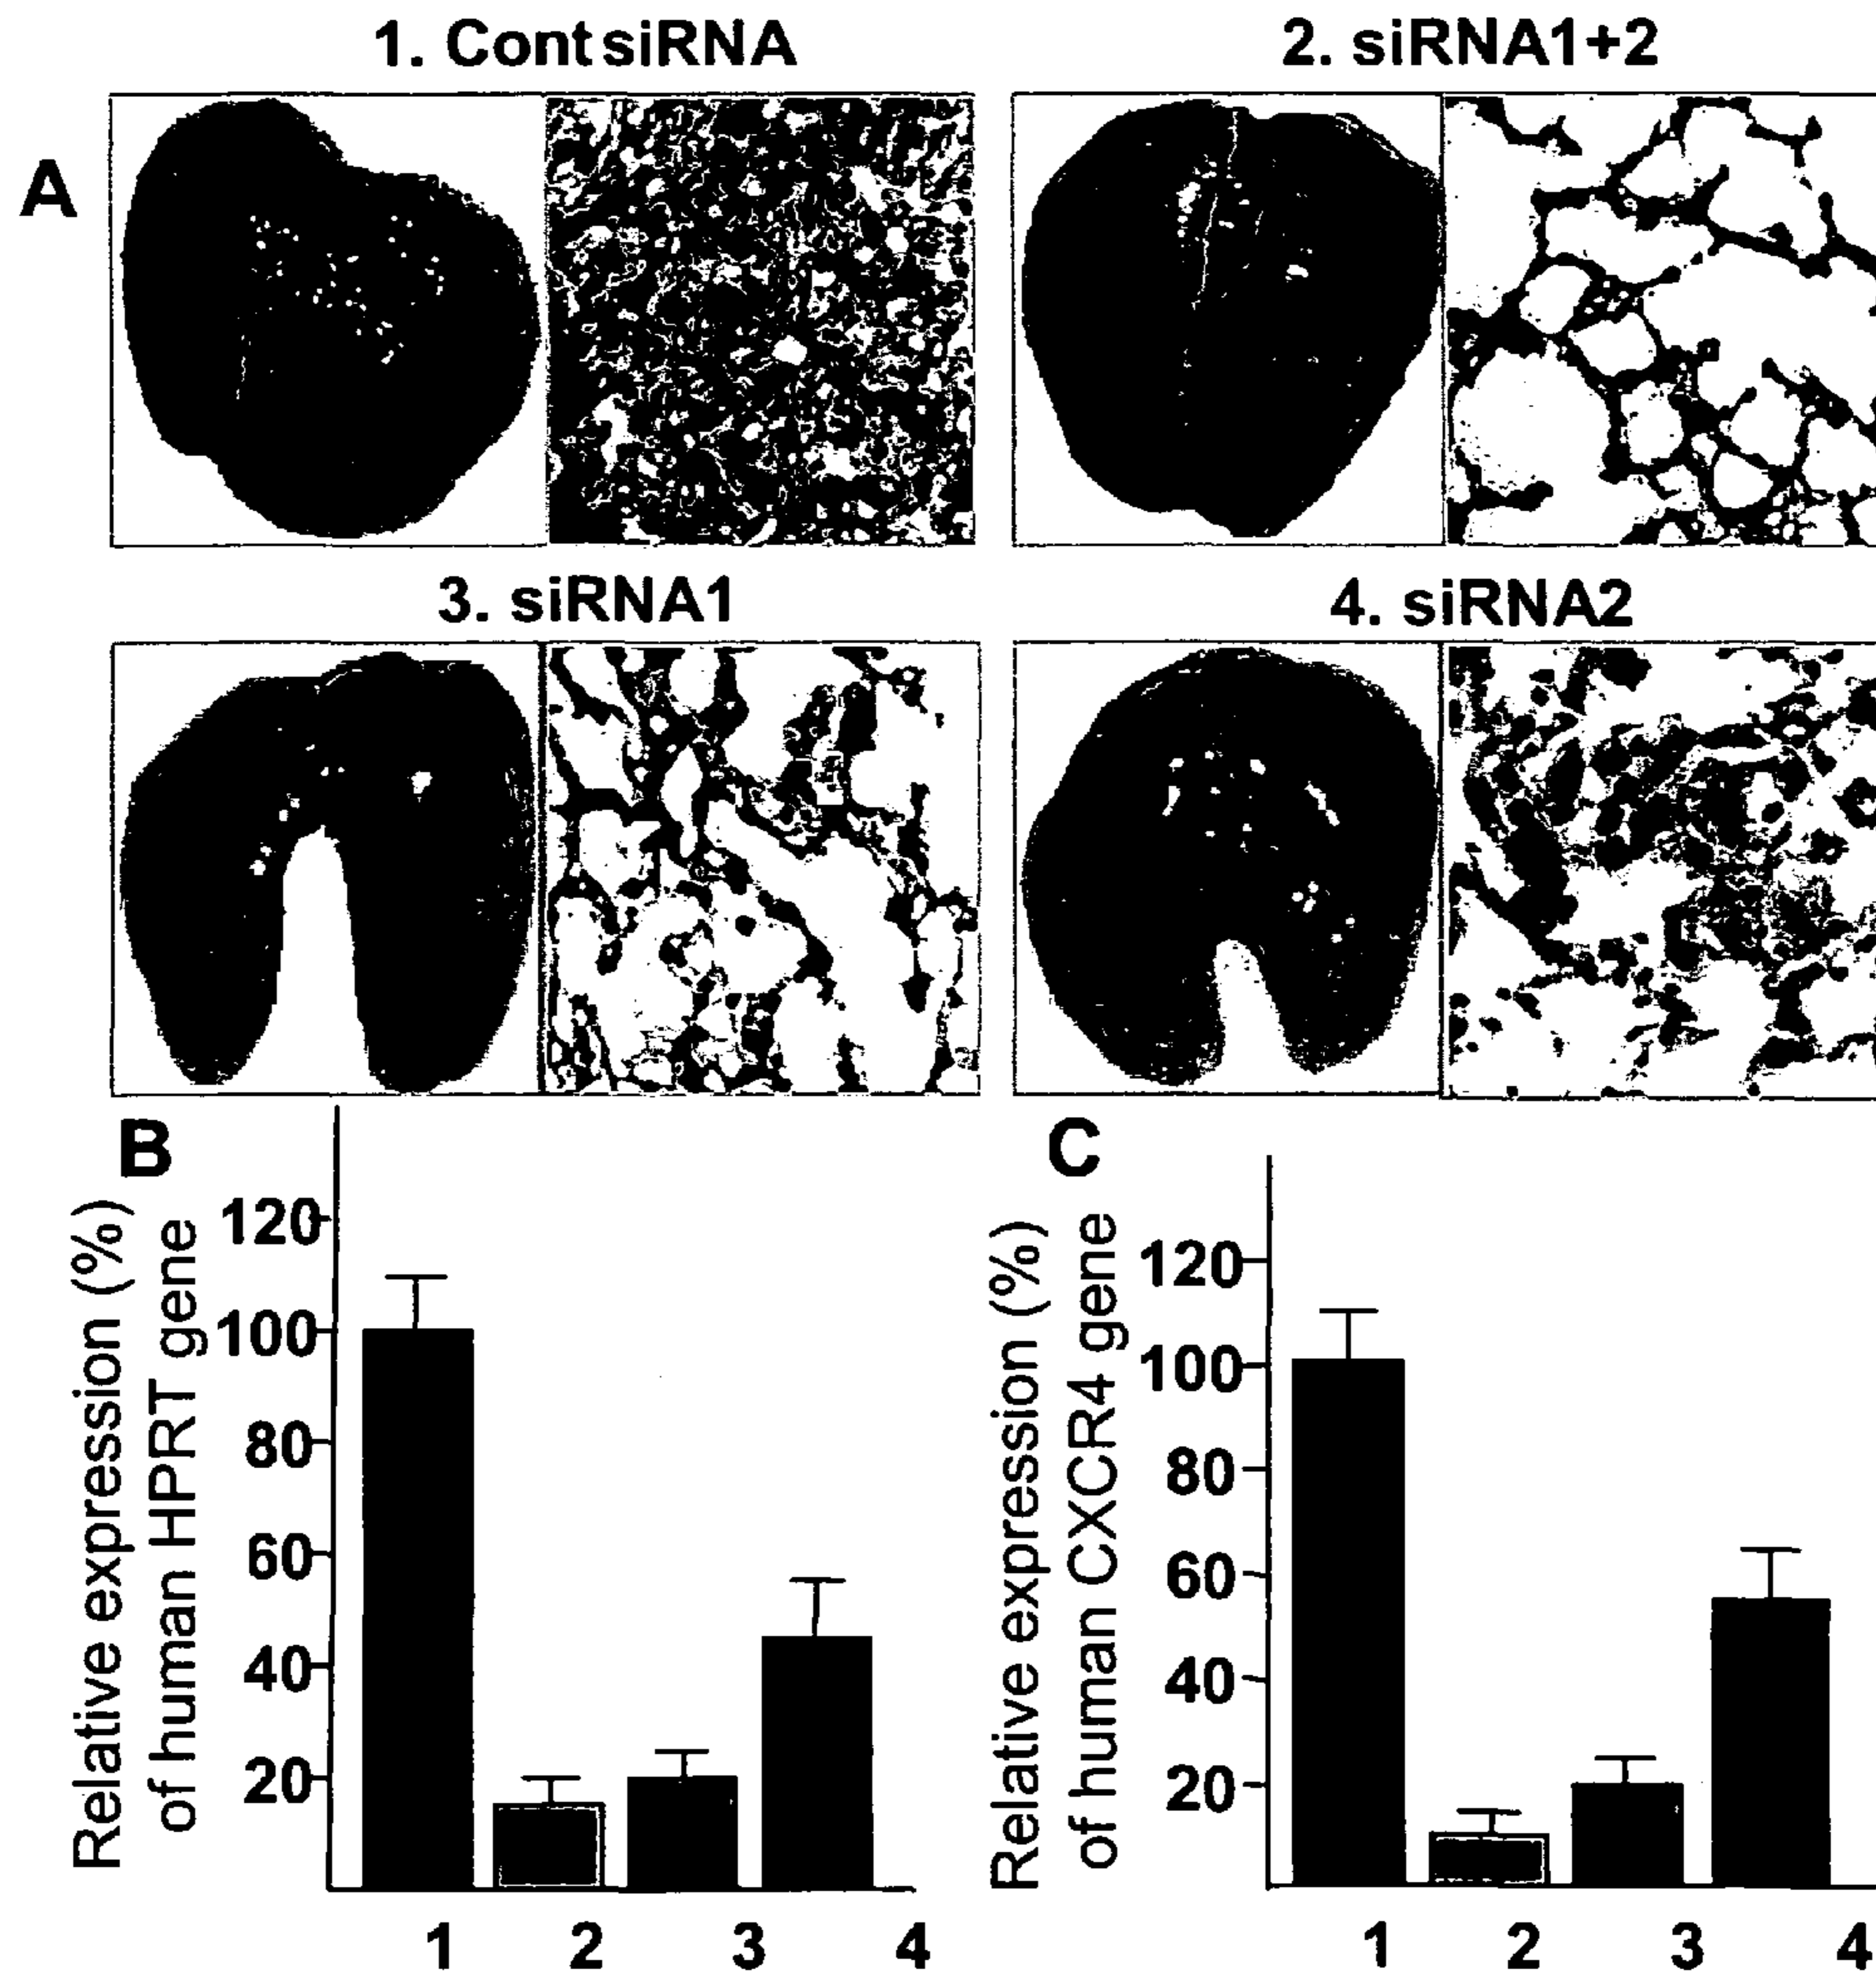 1. Cont siRNA
2. siRNA1+2
A
3. siRNA1
4. siRNA2
B
Relative expression (%)
of human HPRT gene
120
100
80
60
40
20
1 2 3 4
C
Relative expression (%)
of human CXCR4 gene
120
100
80
60
40
20
1 2 3 4